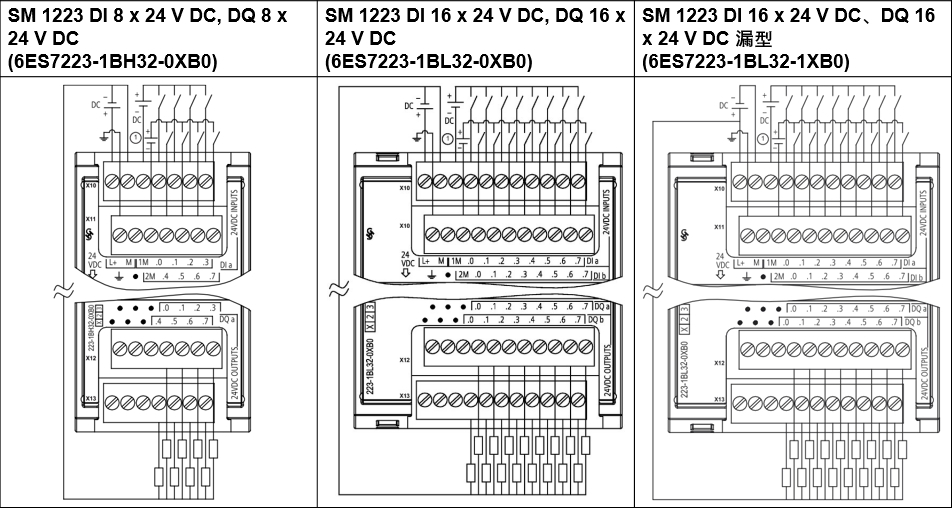 SM 1223 DI 8 x 24 V DC, DQ 8 x
24 V DC
(6ES7223-1BH32-0XB0)
SM 1223 DI 16 x 24 V DC, DQ 16 x
24 V DC
(6ES7223-1BL32-0XB0)
SM 1223 DI 16 x 24 V DC、DQ 16
x 24 V DC 漏型
(6ES7223-1BL32-1XB0)
DC
DC
1
X10
X11
24VDC INPUTS
24
VDC
L+ M 1M .0 .1 .2 .3 DI a
2M .4 .5 .6 .7
.0 .1 .2 .3 DQ a
.4 .5 .6 .7
223-1BH32-0XB0
X 2 3
X12
24VDC OUTPUTS
X13
DC
DC
1
X10
X10
24VDC INPUTS
24
VDC
L+ M 1M .0 .1 .2 .3 .4 .5 .6 .7 DI a
2M .0 .1 .2 .3 .4 .5 .6 .7 DI b
.0 .1 .2 .3 .4 .5 .6 .7 DQ a
.0 .1 .2 .3 .4 .5 .6 .7 DQ b
X 2 3
223-1BL32-0XB0
X12
24VDC OUTPUTS
X13
DC
DC
1
X10
X11
24VDC INPUTS
24
VDC
L+ M 1M .0 .1 .2 .3 .4 .5 .6 .7 DI a
2M .0 .1 .2 .3 .4 .5 .6 .7 DI b
.0 .1 .2 .3 .4 .5 .6 .7 DQ a
.0 .1 .2 .3 .4 .5 .6 .7 DQ b
X 2 3
223-1BL32-0XB0
X12
24VDC OUTPUTS
X13